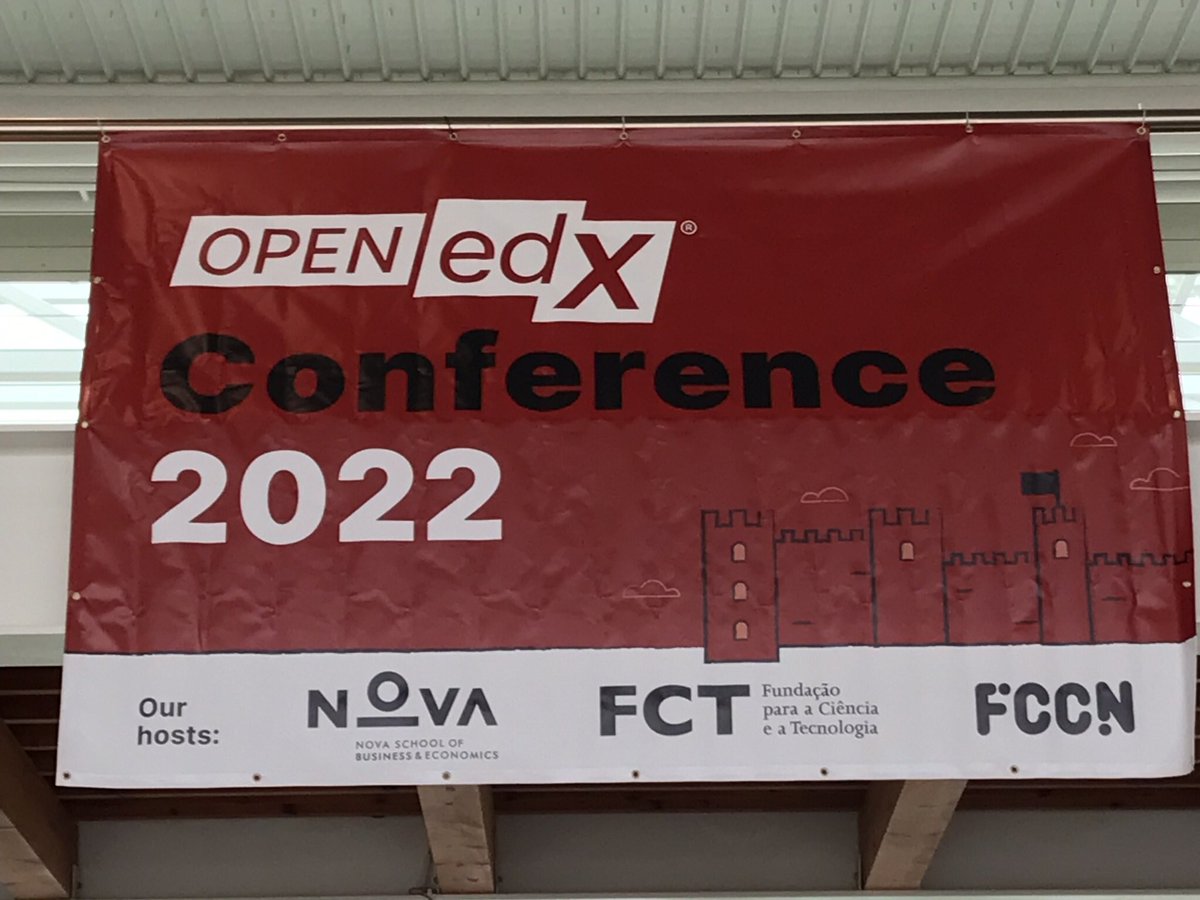 OPEN edX ®
Conference
2022
Our
hosts:
NOVA
NOVA SCHOOL OF
BUSINESS & ECONOMICS
FCT
Fundação
para a Ciência
e a Tecnologia
FCCN